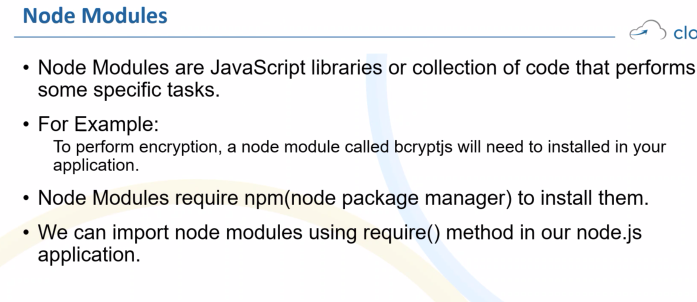 Node Modules
clo
• Node Modules are JavaScript libraries or collection of code that performs
some specific tasks.
• For Example:
To perform encryption, a node module called bcryptjs will need to installed in your
application.
• Node Modules require npm(node package manager) to install them.
• We can import node modules using require() method in our node.js
application.